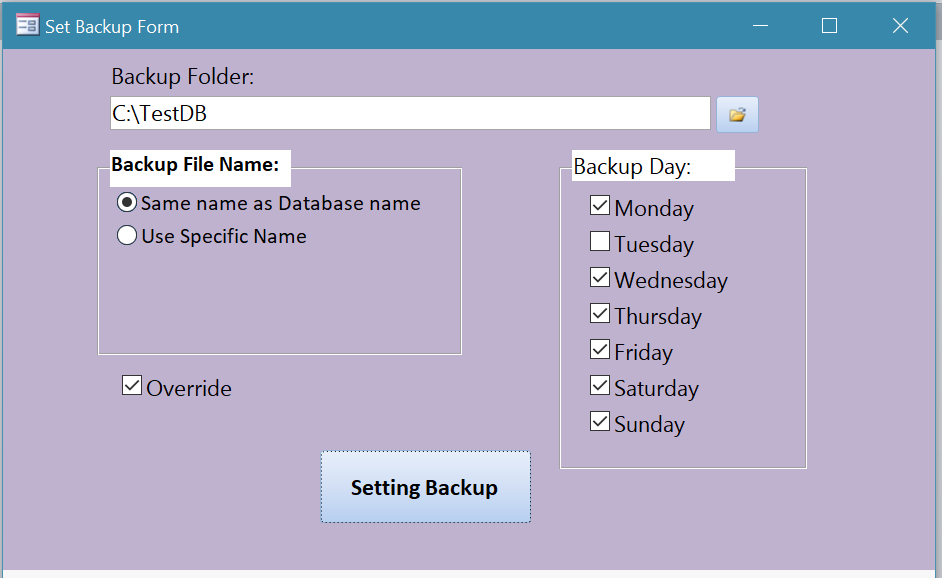 Set Backup Form
Backup Folder:
C:\TestDB
Backup File Name:
Same name as Database name
Use Specific Name
Override
Backup Day:
Monday
Tuesday
Wednesday
Thursday
Friday
Saturday
Sunday
Setting Backup